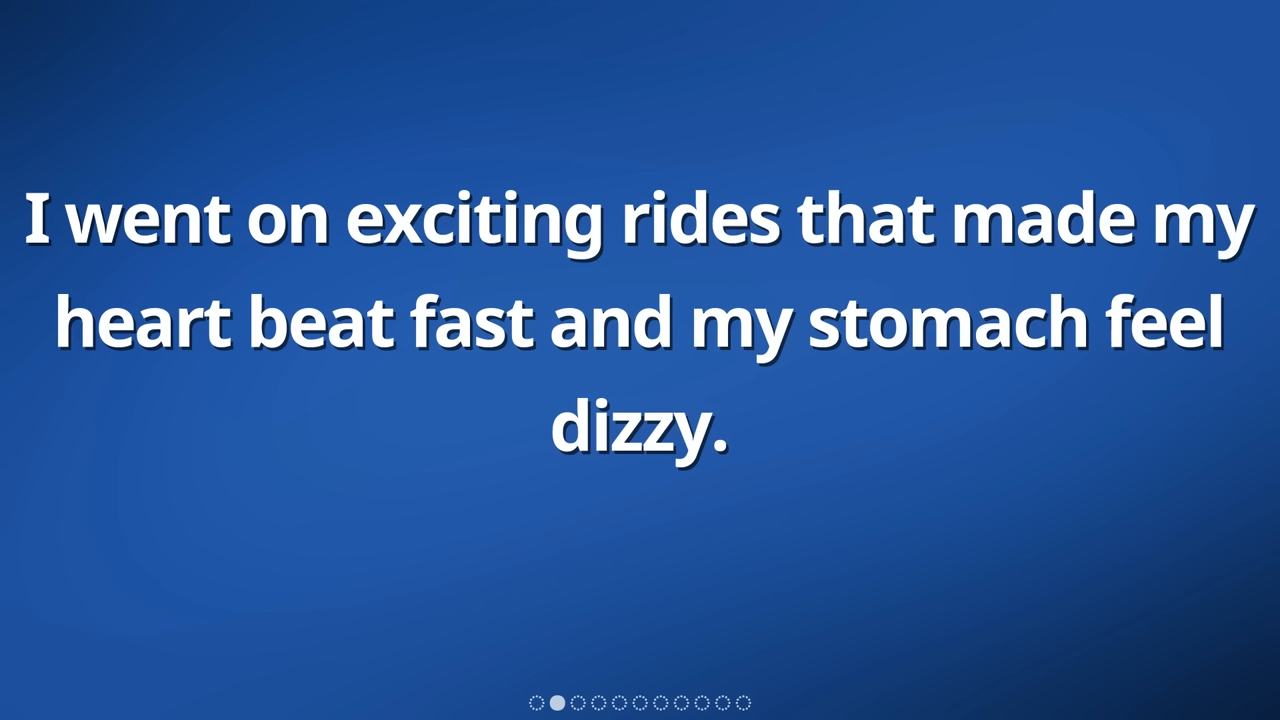 I went on exciting rides that made my
heart beat fast and my stomach feel
dizzy.